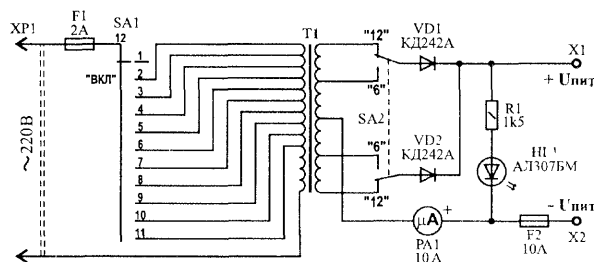 XP1
F1
2A
SA1
12
1
"ВКЛ"
2
3
4
5
6
7
8
9
10
11
~220В
T1
"12"
"6"
SA2
"6"
"12"
VD1
КД242А
VD2
КД242А
X1
+ Uпит
R1
1k5
HL1
АЛ307БМ
μA
+
PA1
10A
- Uпит
F2
10A
X2